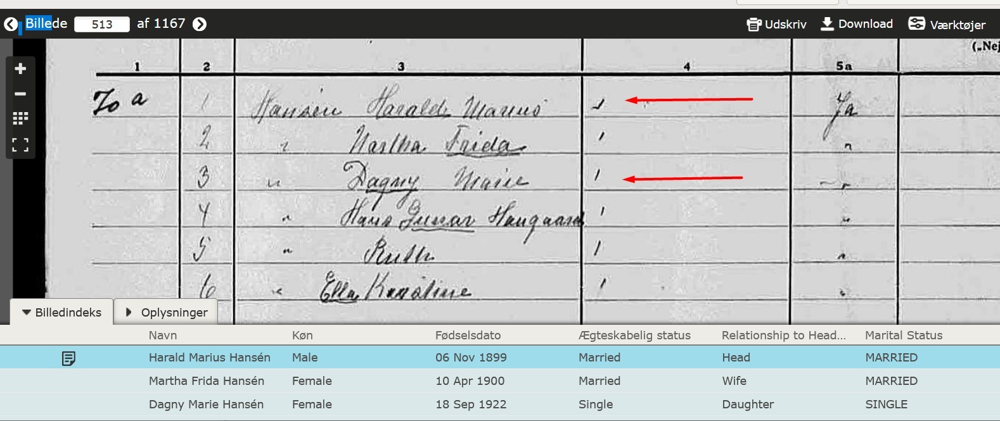 Billede 513 af 1167 Udskriv Download Værktøjer
(„Nej
1 2 3 4 5a
70 a 1 Hansén Harald Marius 1 Ja
2 " Martha Frida 1 "
3 " Dagny Marie 1 "
4 " Hans Gunnar Haugaard 1 "
5 " Ruth 1 "
6 " Ella Karoline 1 "
Billedindeks Oplysninger
Navn Køn Fødselsdato Ægteskabelig status Relationship to Head... Marital Status
Harald Marius Hansén Male 06 Nov 1899 Married Head MARRIED
Martha Frida Hansén Female 10 Apr 1900 Married Wife MARRIED
Dagny Marie Hansén Female 18 Sep 1922 Single Daughter SINGLE